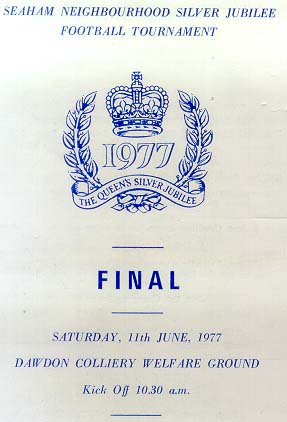 SEAHAM NEIGHBOURHOOD SILVER JUBILEE
FOOTBALL TOURNAMENT
1977
THE QUEEN'S SILVER JUBILEE
FINAL
SATURDAY, 11th JUNE, 1977
DAWDON COLLIERY WELFARE GROUND
Kick Off 10.30 a.m.